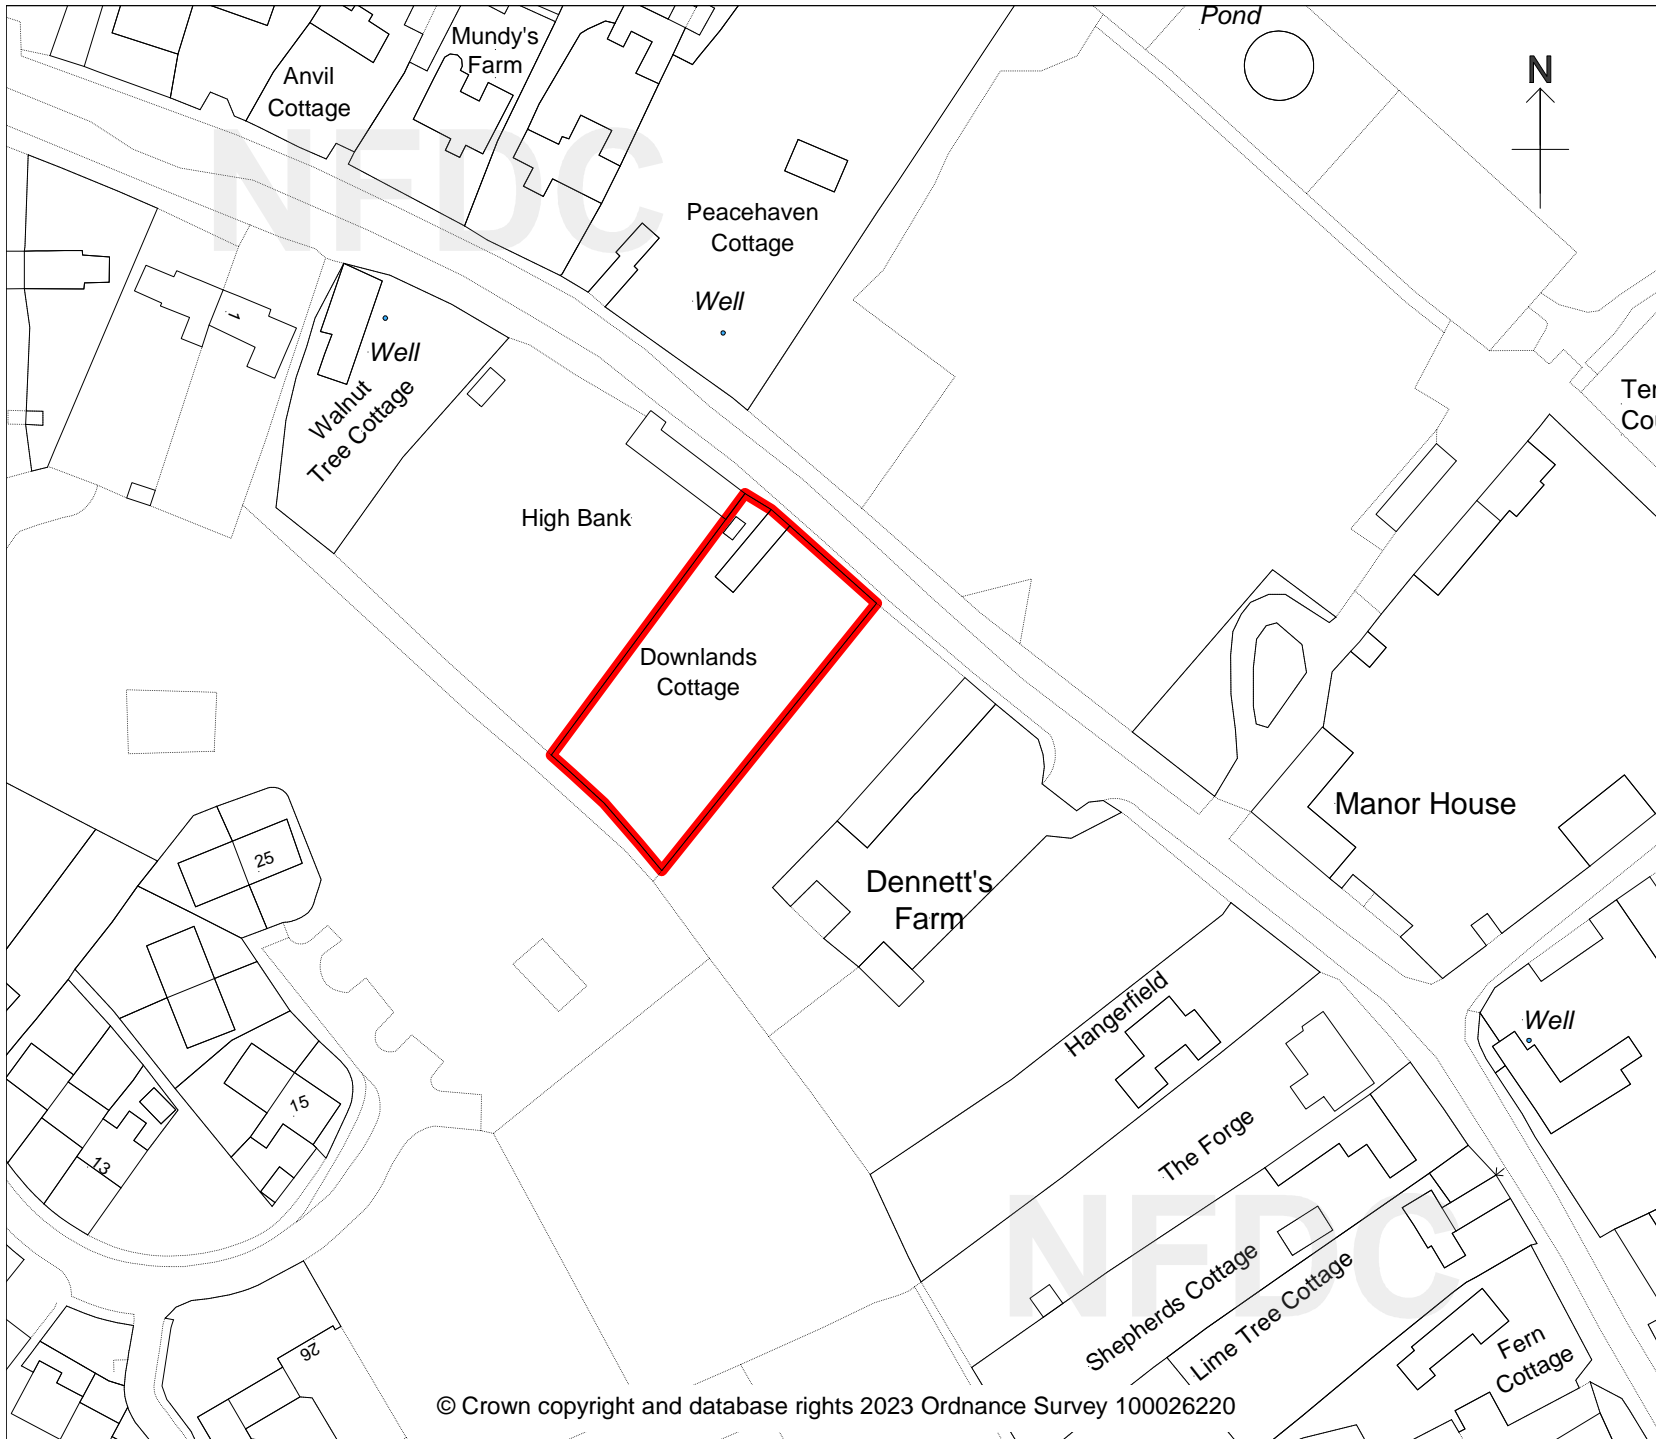 Pond
Mundy's
Farm
Anvil
Cottage
N
NFDC
Peacehaven
Cottage
Well
1
Well
Walnut
Tree Cottage
High Bank
Downlands
Cottage
Manor House
25
Dennett's
Farm
Hangerfield
Well
15
The Forge
13
NFDC
Shepherds Cottage
Lime Tree Cottage
26
Fern
Cottage
© Crown copyright and database rights 2023 Ordnance Survey 100026220